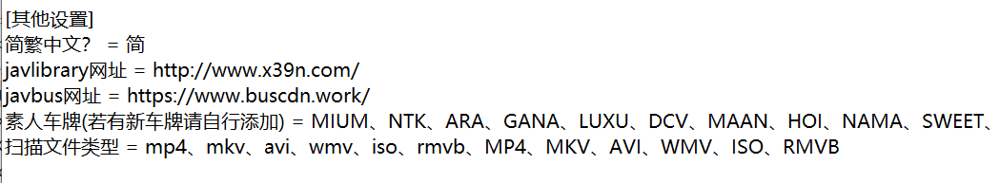 [其他设置]
简繁中文？ = 简
javlibrary网址 = http://www.x39n.com/
javbus网址 = https://www.buscdn.work/
素人车牌(若有新车牌请自行添加) = MIUM、NTK、ARA、GANA、LUXU、DCV、MAAN、HOI、NAMA、SWEET、
扫描文件类型 = mp4、mkv、avi、wmv、iso、rmvb、MP4、MKV、AVI、WMV、ISO、RMVB